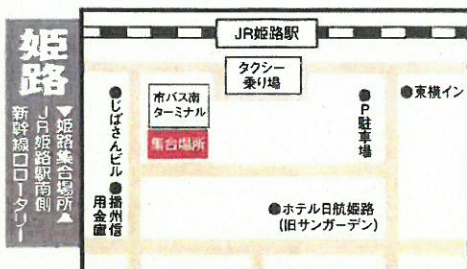 姫路
▼姫路集合場所▲
JR姫路駅南側
新幹線口ロータリー
JR姫路駅
タクシー
乗り場
市バス南
ターミナル
集合場所
●じばさんビル
●播州信
用金庫
●P駐車場
●東横イン
●ホテル日航姫路
(旧サンガーデン)